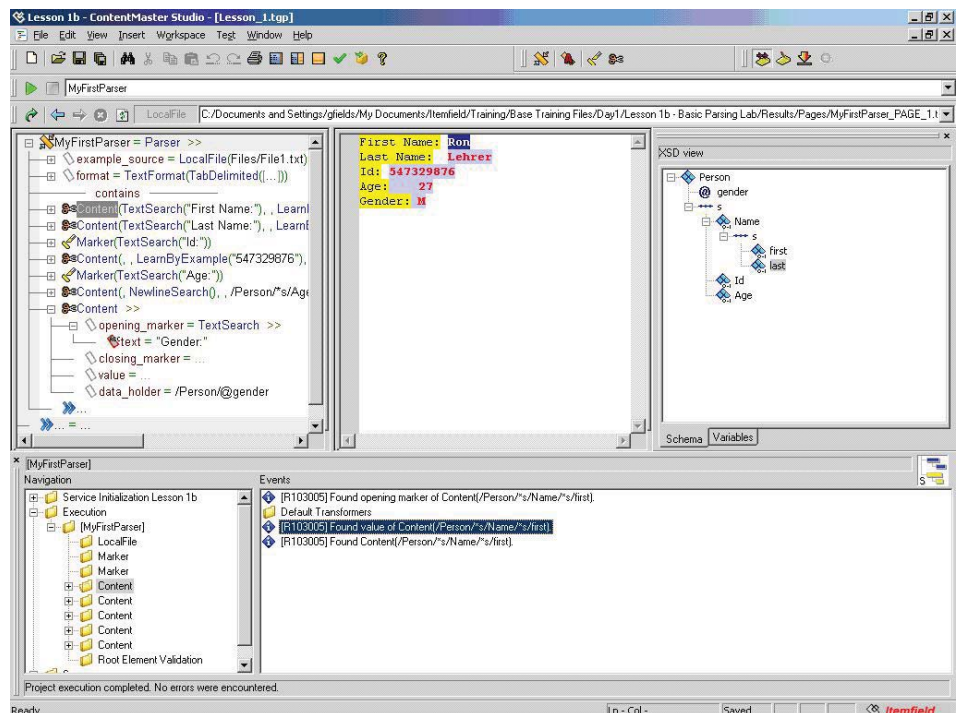 Lesson 1b - ContentMaster Studio - [Lesson_1.tgp]
File Edit View Insert Workspace Test Window Help
MyFirstParser
LocalFile C:/Documents and Settings/gfields/My Documents/Itemfield/Training/Base Training Files/Day1/Lesson 1b - Basic Parsing Lab/Results/Pages/MyFirstParser_PAGE_1.t
MyFirstParser = Parser >>
example_source = LocalFile(Files/File1.txt)
format = TextFormat(TabDelimited([...]))
contains
Content(TextSearch("First Name:"), , LearnI
Content(TextSearch("Last Name:"), , LearnE
Marker(TextSearch("Id:"))
Content(, , LearnByExample("547329876"),
Marker(TextSearch("Age:"))
Content(, NewlineSearch(), , /Person/*s/Age
Content >>
opening_marker = TextSearch >>
text = "Gender:"
closing_marker = ...
value = ...
data_holder = /Person/@gender
...
... = ...
First Name: Ron
Last Name: Lehrer
Id: 547329876
Age: 27
Gender: M
XSD view
Person
gender
s
Name
s
first
last
Id
Age
Schema Variables
[MyFirstParser]
Navigation
Service Initialization Lesson 1b
Execution
[MyFirstParser]
LocalFile
Marker
Marker
Content
Content
Content
Content
Content
Root Element Validation
Events
[R103005] Found opening marker of Content(/Person/*s/Name/*s/first).
Default Transformers
[R103005] Found value of Content(/Person/*s/Name/*s/first).
[R103005] Found Content(/Person/*s/Name/*s/first).
S
Project execution completed. No errors were encountered.
Ready
Ln - Col -
Saved
Itemfield